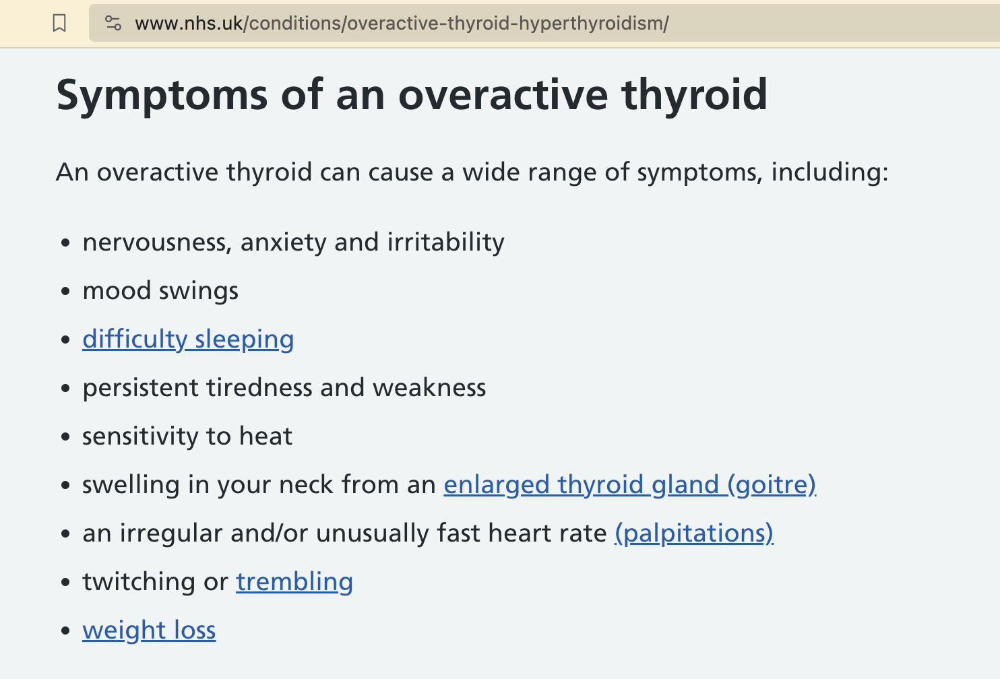 www.nhs.uk/conditions/overactive-thyroid-hyperthyroidism/
Symptoms of an overactive thyroid
An overactive thyroid can cause a wide range of symptoms, including:
• nervousness, anxiety and irritability
• mood swings
• difficulty sleeping
• persistent tiredness and weakness
• sensitivity to heat
• swelling in your neck from an enlarged thyroid gland (goitre)
• an irregular and/or unusually fast heart rate (palpitations)
• twitching or trembling
• weight loss